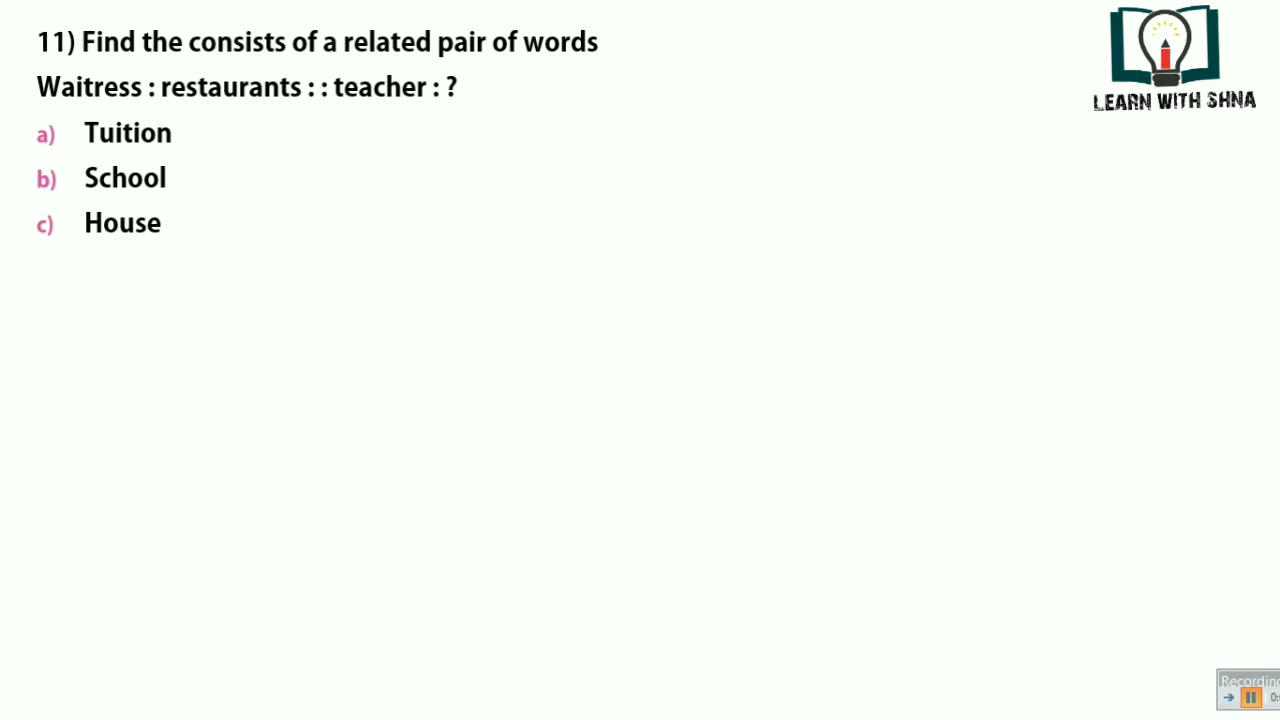 11) Find the consists of a related pair of words
Waitress : restaurants : : teacher : ?
a) Tuition
b) School
c) House
LEARN WITH SHNA
Recording